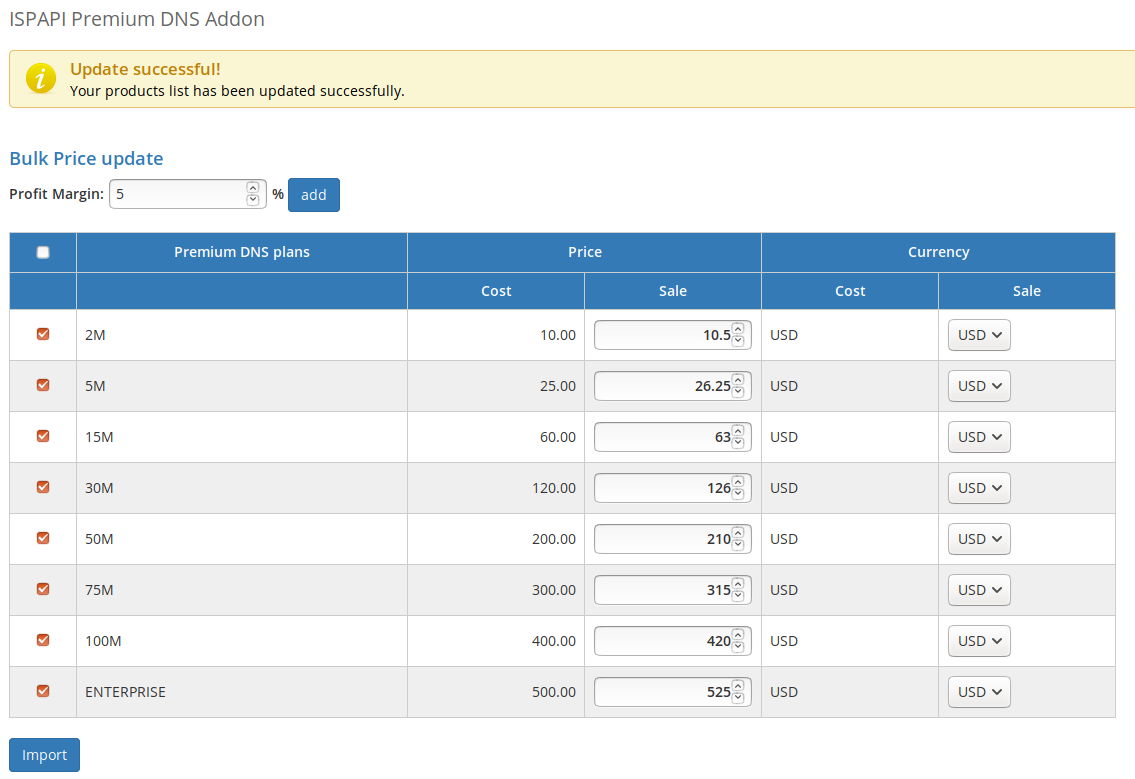 ISPAPI Premium DNS Addon
i
Update successful!
Your products list has been updated successfully.
Bulk Price update
Profit Margin: 5 % add
Premium DNS plans Price Currency
Cost Sale Cost Sale
2M 10.00 10.5 USD USD
5M 25.00 26.25 USD USD
15M 60.00 63 USD USD
30M 120.00 126 USD USD
50M 200.00 210 USD USD
75M 300.00 315 USD USD
100M 400.00 420 USD USD
ENTERPRISE 500.00 525 USD USD
Import